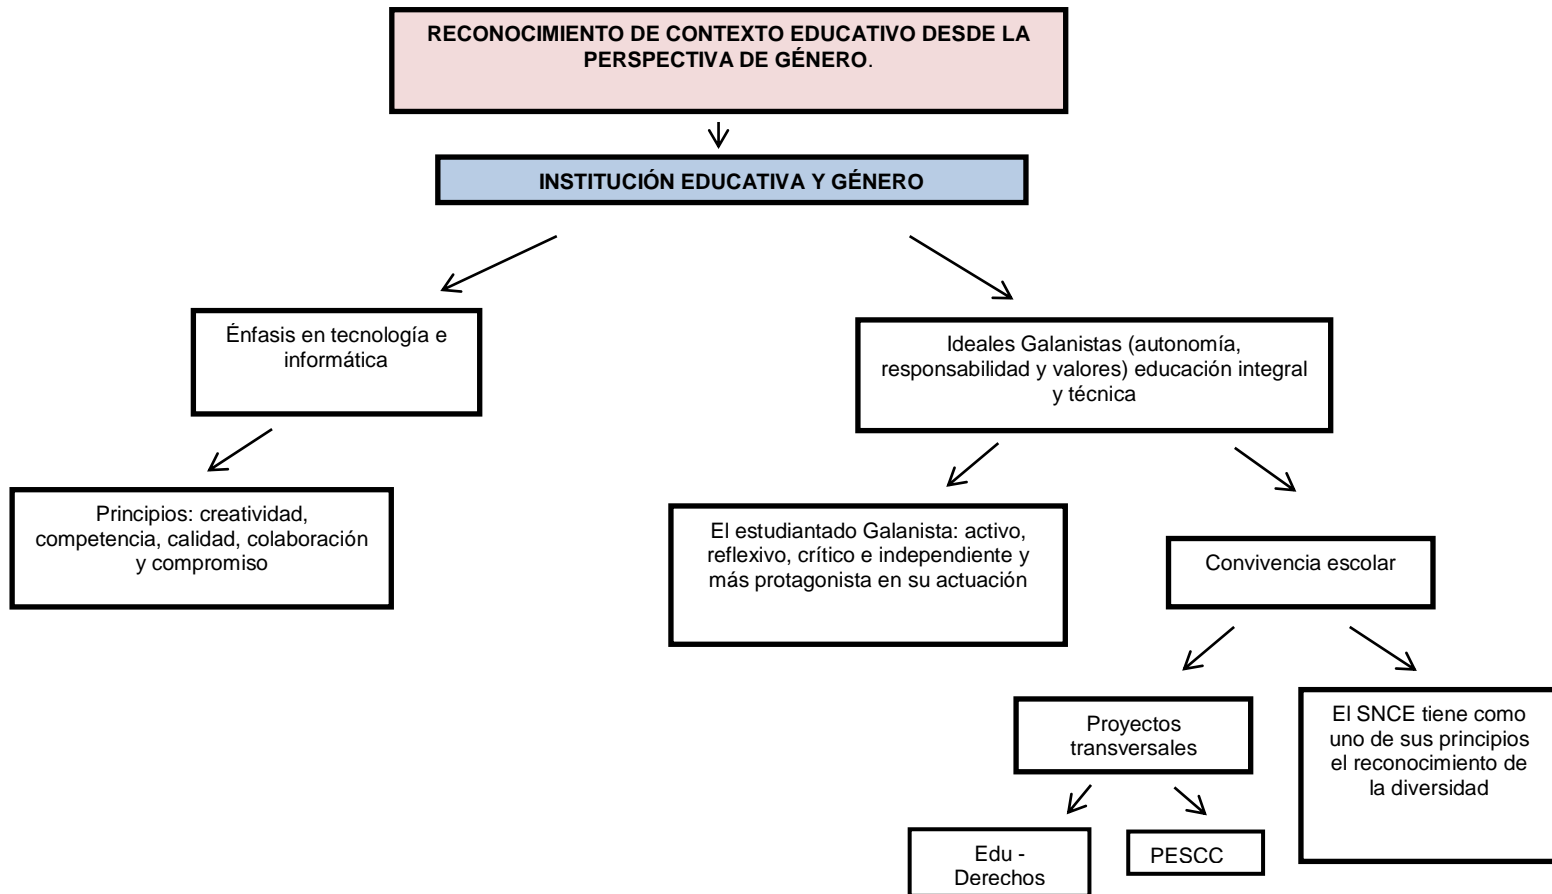 RECONOCIMIENTO DE CONTEXTO EDUCATIVO DESDE LA
PERSPECTIVA DE GÉNERO.
INSTITUCIÓN EDUCATIVA Y GÉNERO
Énfasis en tecnología e
informática
Ideales Galanistas (autonomía,
responsabilidad y valores) educación integral
y técnica
Principios: creatividad,
competencia, calidad, colaboración
y compromiso
El estudiantado Galanista: activo,
reflexivo, crítico e independiente y
más protagonista en su actuación
Convivencia escolar
Proyectos
transversales
El SNCE tiene como
uno de sus principios
el reconocimiento de
la diversidad
Edu -
Derechos
PESCC